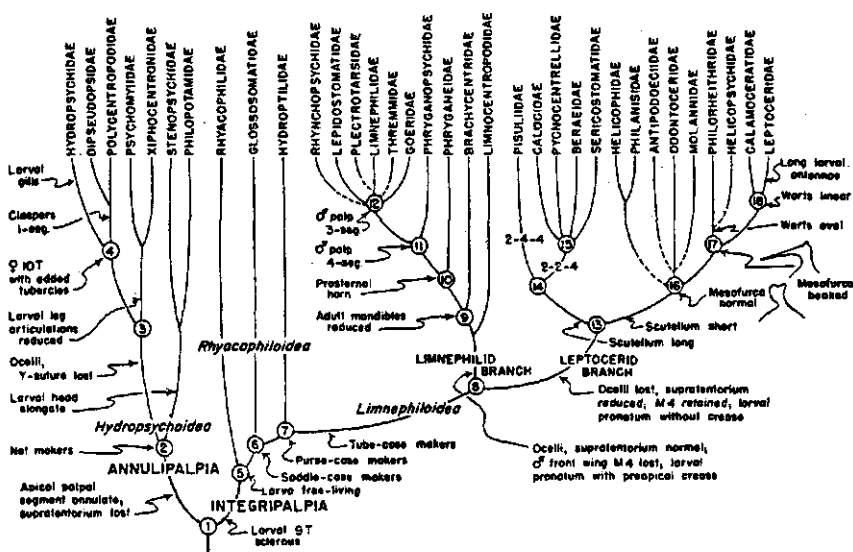 HYDROPSYCHIDAE
DIPSEUDOPSIDAE
POLYCENTROPODIDAE
PSYCHOMYIIDAE
XIPHOCENTRONIDAE
STENOPSYCHIDAE
PHILOPOTAMIDAE
RHYACOPHILIDAE
GLOSSOSOMATIDAE
HYDROPTILIDAE
RHYNCHOPSYCHIDAE
LEPIDOSTOMATIDAE
PLECTROTARSIDAE
LIMNEPHILIDAE
THREMMIDAE
GOERIDAE
PHRYGANOPSYCHIDAE
PHRYGANEIDAE
BRACHYCENTRIDAE
LIMNOCENTROPODIDAE
PISULIIDAE
CALOCIDAE
PYCNOCENTRELLIDAE
BERAEIDAE
SERICOSTOMATIDAE
HELICOPHIDAE
PHILANISIDAE
ANTIPODOECIIDAE
ODONTOCERIDAE
MOLANNIDAE
PHILORHEITHRIDAE
HELICOPSYCHIDAE
CALAMOCERATIDAE
LEPTOCERIDAE
Larval
gills
Claspers
1-seg.
4
♀ 10T
with added
tubercles
Larval leg
articulations
reduced
3
Ocelli,
Y-suture lost
Larval head
elongate
Hydropsychoidea
Net makers
2
ANNULIPALPIA
Apical palpal
segment annulate,
supratentorium lost
1
Larval 9T
sclerous
INTEGRIPALPIA
5
Larva free-living
6
Saddle-case makers
7
Purse-case makers
Tube-case makers
Rhyacophiloidea
Limnephiloidea
12
♂ palp
3-seg.
11
♂ palp
4-seg.
10
Prosternal
horn
9
Adult mandibles
reduced
LIMNEPHILID
BRANCH
8
LEPTOCERID
BRANCH
Ocelli lost, supratentorium
reduced, M4 retained, larval
pronotum without crease
Ocelli, supratentorium normal;
♂ front wing M4 lost, larval
pronotum with preapical crease
13
Scutellum short
Scutellum long
14
2-4-4
2-2-4
15
16
Mesofurca
normal
17
Mesofurca
beaked
18
Long larval
antennae
Warts linear
Warts oval